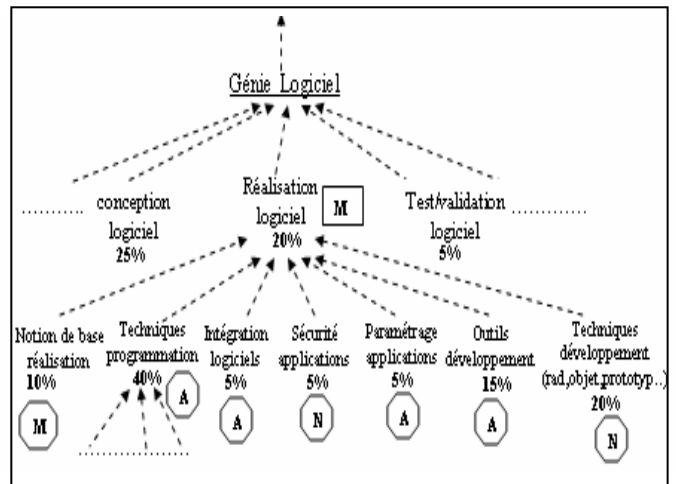 Génie Logiciel
......... conception logiciel 25%
Réalisation logiciel 20%
M
Test/validation logiciel 5%
............
Notion de base réalisation 10%
M
Techniques programmation 40%
A
........................
Intégration logiciels 5%
A
Sécurité applications 5%
N
Paramétrage applications 5%
A
Outils développement 15%
A
Techniques développement (rad,objet,prototyp..) 20%
N